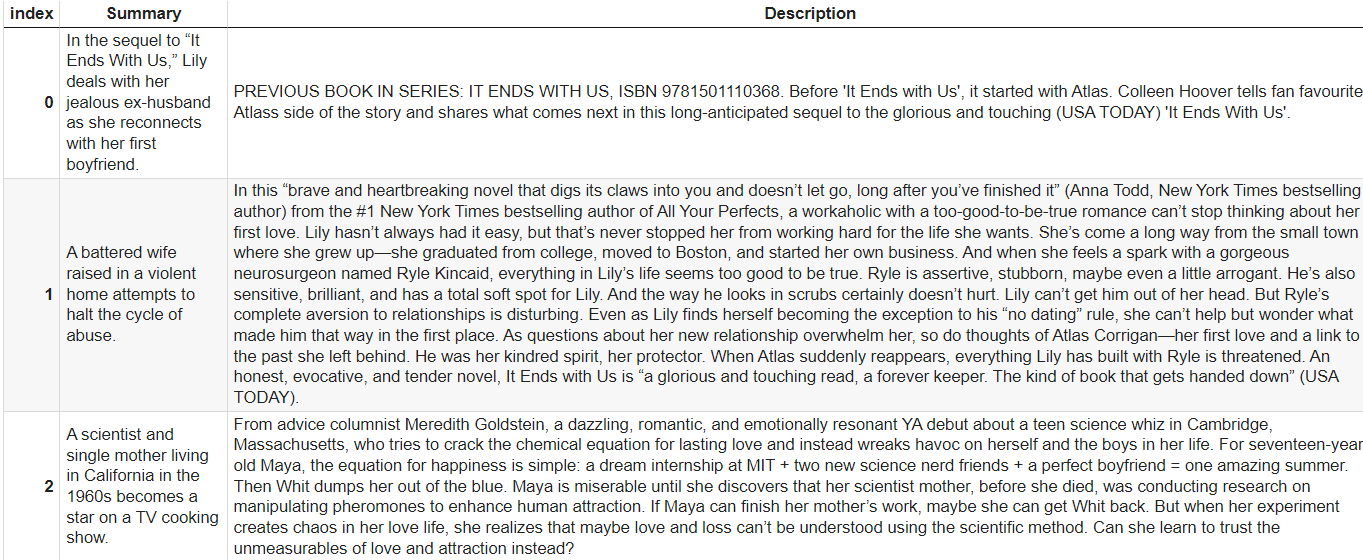 index Summary Description
In the sequel to “It
Ends With Us,” Lily
deals with her
jealous ex-husband
as she reconnects
with her first
boyfriend.
0
PREVIOUS BOOK IN SERIES: IT ENDS WITH US, ISBN 9781501110368. Before 'It Ends with Us', it started with Atlas. Colleen Hoover tells fan favourite
Atlass side of the story and shares what comes next in this long-anticipated sequel to the glorious and touching (USA TODAY) 'It Ends With Us'.
1
A battered wife
raised in a violent
home attempts to
halt the cycle of
abuse.
In this “brave and heartbreaking novel that digs its claws into you and doesn’t let go, long after you’ve finished it” (Anna Todd, New York Times bestselling
author) from the #1 New York Times bestselling author of All Your Perfects, a workaholic with a too-good-to-be-true romance can’t stop thinking about her
first love. Lily hasn’t always had it easy, but that’s never stopped her from working hard for the life she wants. She’s come a long way from the small town
where she grew up—she graduated from college, moved to Boston, and started her own business. And when she feels a spark with a gorgeous
neurosurgeon named Ryle Kincaid, everything in Lily’s life seems too good to be true. Ryle is assertive, stubborn, maybe even a little arrogant. He’s also
sensitive, brilliant, and has a total soft spot for Lily. And the way he looks in scrubs certainly doesn’t hurt. Lily can’t get him out of her head. But Ryle’s
complete aversion to relationships is disturbing. Even as Lily finds herself becoming the exception to his “no dating” rule, she can’t help but wonder what
made him that way in the first place. As questions about her new relationship overwhelm her, so do thoughts of Atlas Corrigan—her first love and a link to
the past she left behind. He was her kindred spirit, her protector. When Atlas suddenly reappears, everything Lily has built with Ryle is threatened. An
honest, evocative, and tender novel, It Ends with Us is “a glorious and touching read, a forever keeper. The kind of book that gets handed down” (USA
TODAY).
2
A scientist and
single mother living
in California in the
1960s becomes a
star on a TV cooking
show.
From advice columnist Meredith Goldstein, a dazzling, romantic, and emotionally resonant YA debut about a teen science whiz in Cambridge,
Massachusetts, who tries to crack the chemical equation for lasting love and instead wreaks havoc on herself and the boys in her life. For seventeen-year
old Maya, the equation for happiness is simple: a dream internship at MIT + two new science nerd friends + a perfect boyfriend = one amazing summer.
Then Whit dumps her out of the blue. Maya is miserable until she discovers that her scientist mother, before she died, was conducting research on
manipulating pheromones to enhance human attraction. If Maya can finish her mother’s work, maybe she can get Whit back. But when her experiment
creates chaos in her love life, she realizes that maybe love and loss can’t be understood using the scientific method. Can she learn to trust the
unmeasurables of love and attraction instead?